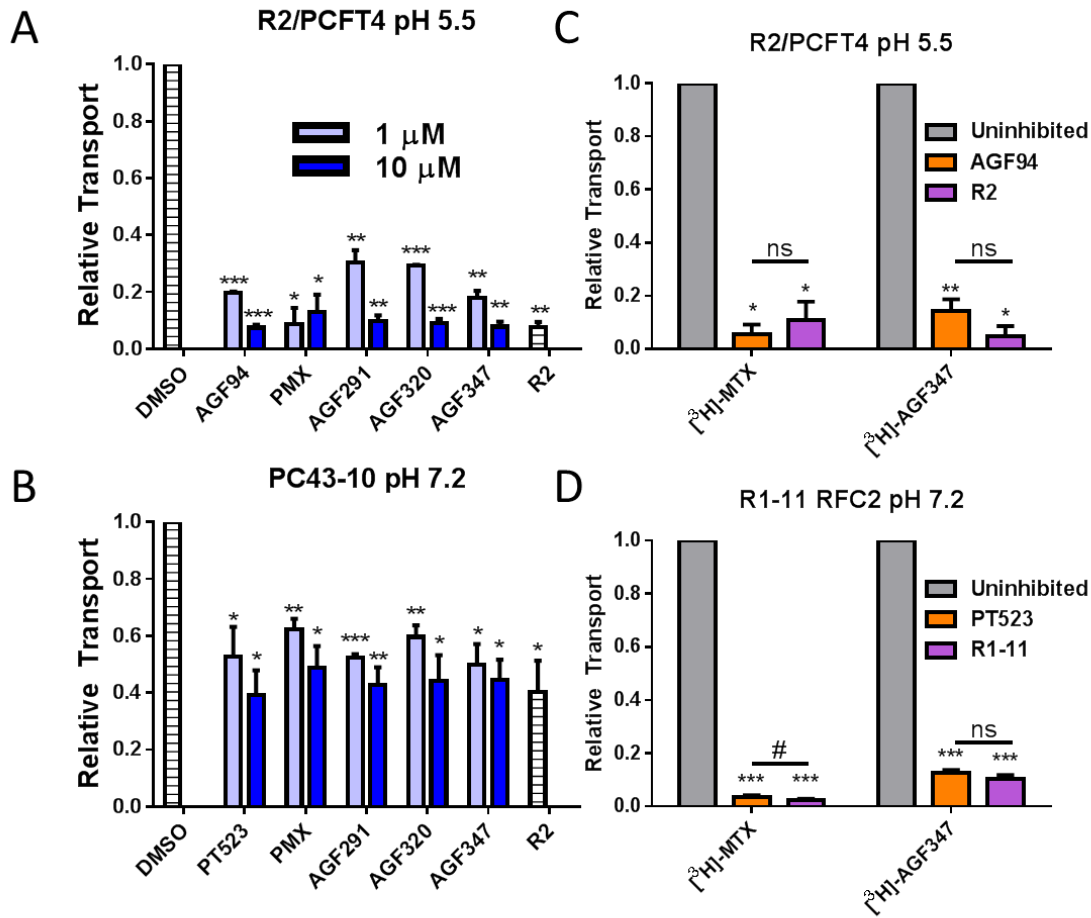 A
R2/PCFT4 pH 5.5
Relative Transport
1.0
0.8
0.6
0.4
0.2
0.0
1 μM
10 μM
***
***
*
*
**
**
***
***
**
**
**
DMSO
AGF94
PMX
AGF291
AGF320
AGF347
R2
B
PC43-10 pH 7.2
Relative Transport
1.0
0.8
0.6
0.4
0.2
0.0
*
*
**
*
***
**
**
*
*
*
*
DMSO
PT523
PMX
AGF291
AGF320
AGF347
R2
C
R2/PCFT4 pH 5.5
Relative Transport
1.0
0.8
0.6
0.4
0.2
0.0
Uninhibited
AGF94
R2
ns
*
*
ns
**
*
[³H]-MTX
[³H]-AGF347
D
R1-11 RFC2 pH 7.2
Relative Transport
1.0
0.8
0.6
0.4
0.2
0.0
Uninhibited
PT523
R1-11
#
***
***
ns
***
***
[³H]-MTX
[³H]-AGF347